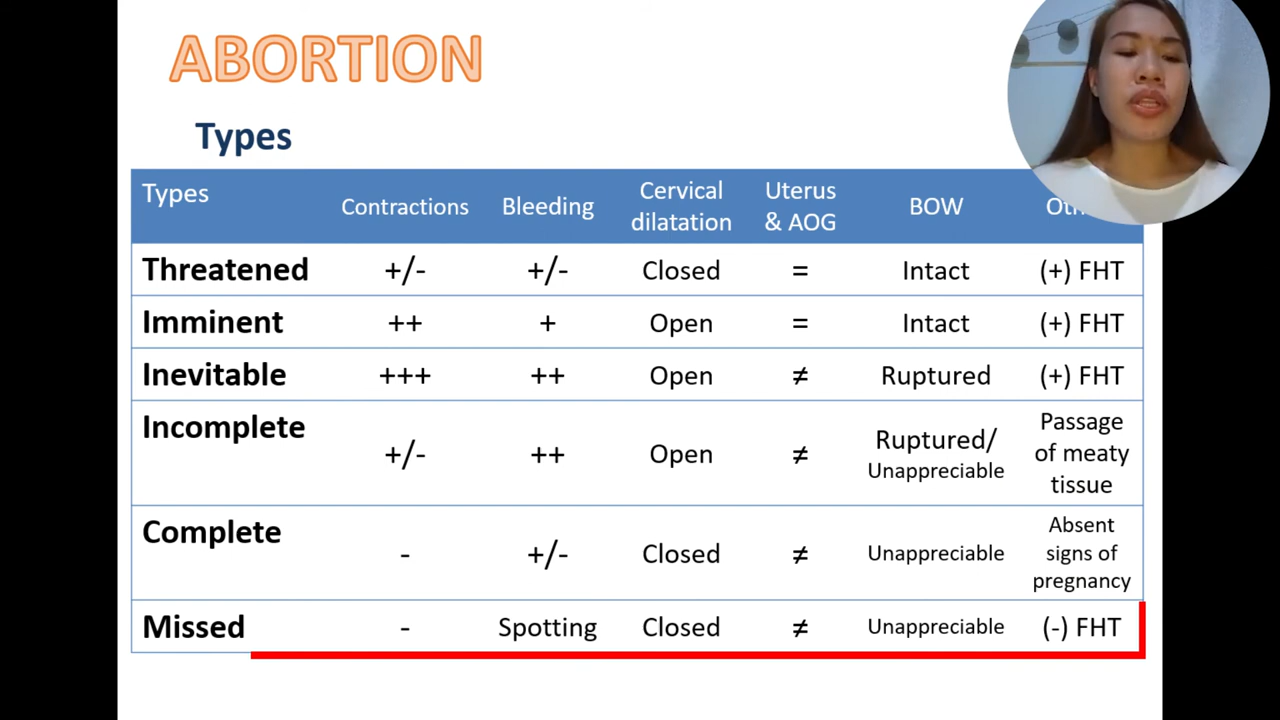 ABORTION
Types
Types Contractions Bleeding Cervical dilatation Uterus & AOG BOW
Threatened +/- +/- Closed = Intact (+) FHT
Imminent ++ + Open = Intact (+) FHT
Inevitable +++ ++ Open ≠ Ruptured (+) FHT
Incomplete +/- ++ Open ≠ Ruptured/ Unappreciable Passage of meaty tissue
Complete - +/- Closed ≠ Unappreciable Absent signs of pregnancy
Missed - Spotting Closed ≠ Unappreciable (-) FHT